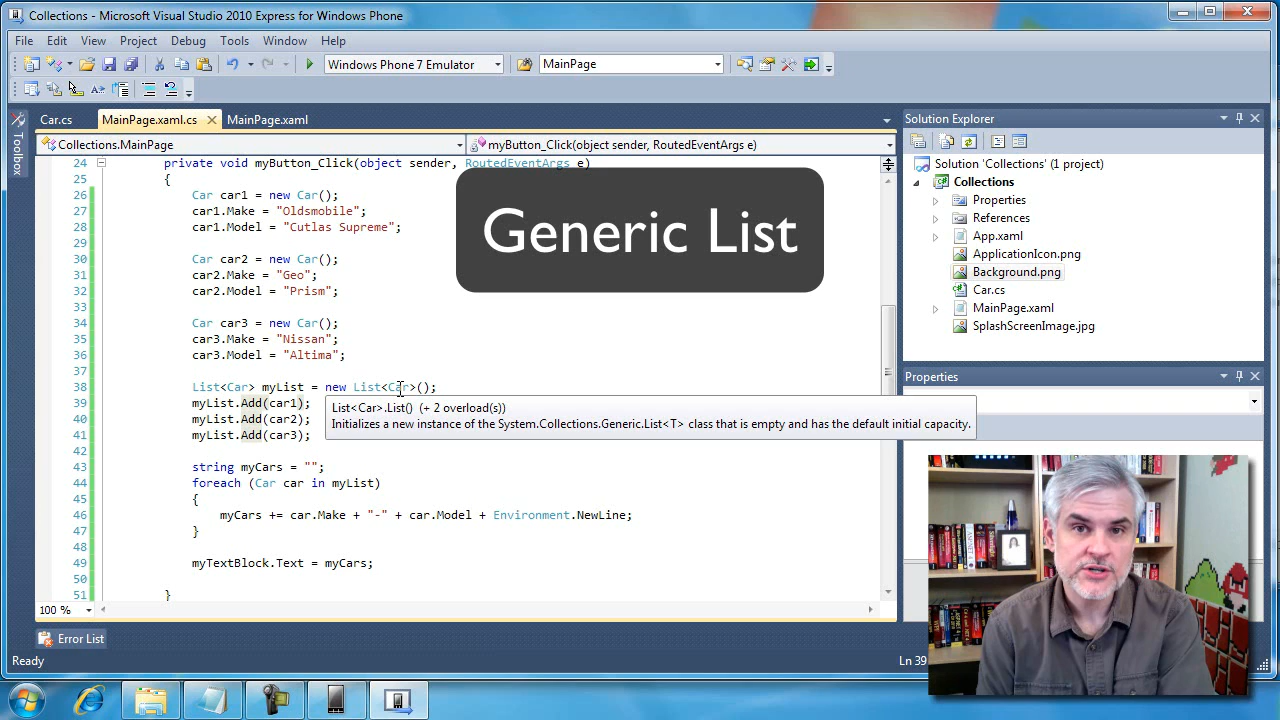 Collections - Microsoft Visual Studio 2010 Express for Windows Phone
File Edit View Project Debug Tools Window Help
Windows Phone 7 Emulator MainPage
Car.cs MainPage.xaml.cs MainPage.xaml
Collections.MainPage myButton_Click(object sender, RoutedEventArgs e)
Toolbox
24 private void myButton_Click(object sender, RoutedEventArgs e)
25 {
26 Car car1 = new Car();
27 car1.Make = "Oldsmobile";
28 car1.Model = "Cutlas Supreme";
29
30 Car car2 = new Car();
31 car2.Make = "Geo";
32 car2.Model = "Prism";
33
34 Car car3 = new Car();
35 car3.Make = "Nissan";
36 car3.Model = "Altima";
37
38 List<Car> myList = new List<Car>();
39 myList.Add(car1);
40 myList.Add(car2);
41 myList.Add(car3);
42
43 string myCars = "";
44 foreach (Car car in myList)
45 {
46 myCars += car.Make + "-" + car.Model + Environment.NewLine;
47 }
48
49 myTextBlock.Text = myCars;
50
51 }
Generic List
List<Car>.List() (+ 2 overload(s))
Initializes a new instance of the System.Collections.Generic.List<T> class that is empty and has the default initial capacity.
100 %
Error List
Ready Ln 39
Solution Explorer
Solution 'Collections' (1 project)
Collections
Properties
References
App.xaml
ApplicationIcon.png
Background.png
Car.cs
MainPage.xaml
SplashScreenImage.jpg
Properties